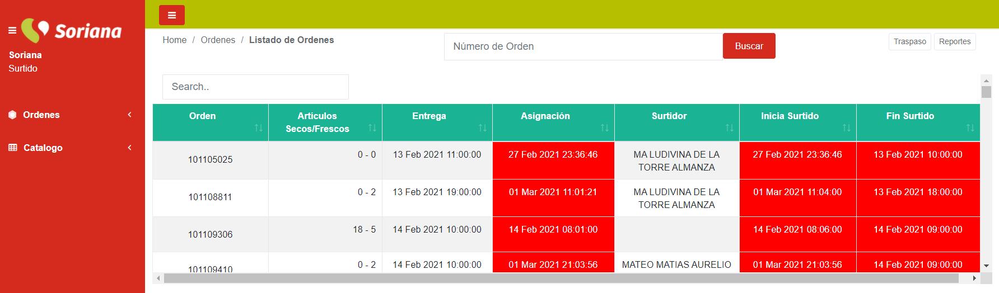 Soriana
Soriana
Surtido
Ordenes
Catalogo
Home / Ordenes / Listado de Ordenes
Número de Orden
Buscar
Traspaso
Reportes
Search..
Orden
Artículos Secos/Frescos
Entrega
Asignación
Surtidor
Inicia Surtido
Fin Surtido
101105025 0 - 0 13 Feb 2021 11:00:00 27 Feb 2021 23:36:46 MA LUDIVINA DE LA TORRE ALMANZA 27 Feb 2021 23:36:46 13 Feb 2021 10:00:00
101108811 0 - 2 13 Feb 2021 19:00:00 01 Mar 2021 11:01:21 MA LUDIVINA DE LA TORRE ALMANZA 01 Mar 2021 11:04:00 13 Feb 2021 18:00:00
101109306 18 - 5 14 Feb 2021 10:00:00 14 Feb 2021 08:01:00 14 Feb 2021 08:06:00 14 Feb 2021 09:00:00
101109410 0 - 2 14 Feb 2021 10:00:00 01 Mar 2021 21:03:56 MATEO MATIAS AURELIO 01 Mar 2021 21:03:56 14 Feb 2021 09:00:00